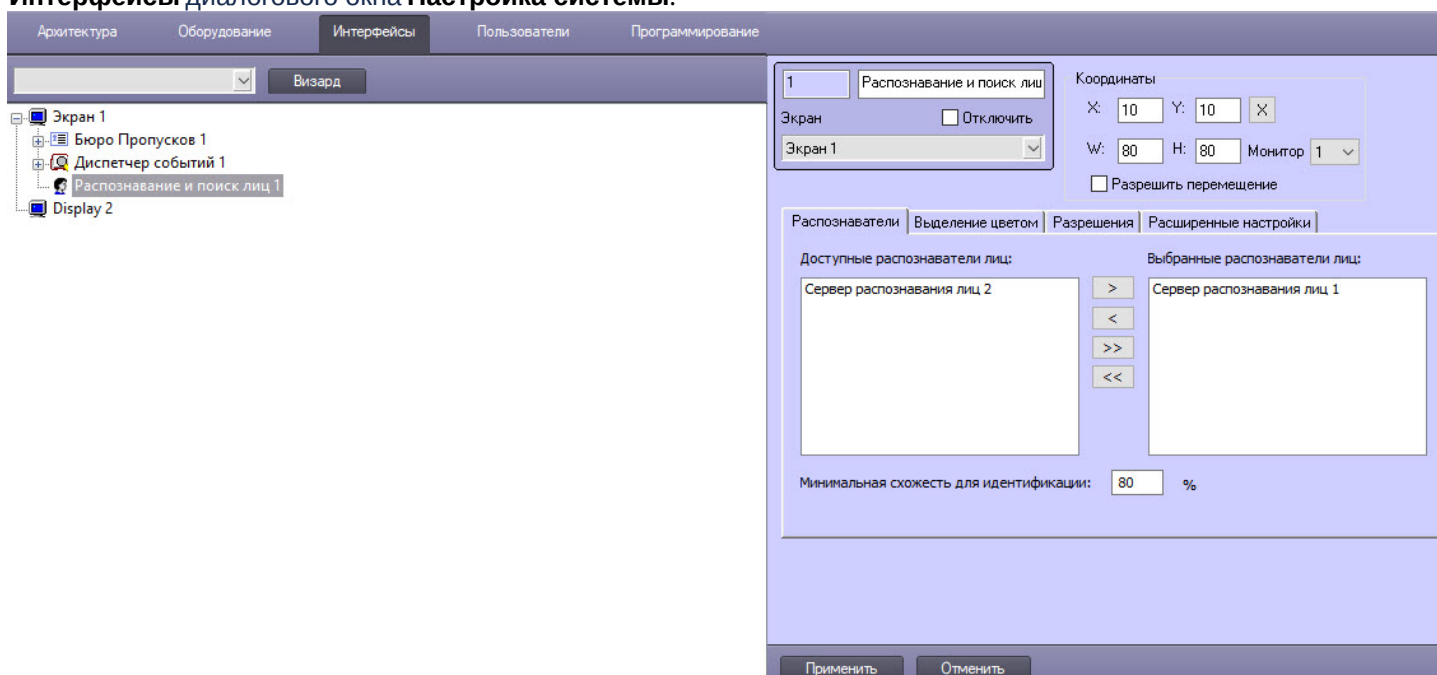 Интерфейсы диалогового окна Настройка системы.
Архитектура Оборудование Интерфейсы Пользователи Программирование
Визард
Экран 1
Бюро Пропусков 1
Диспетчер событий 1
Распознавание и поиск лиц 1
Display 2
1 Распознавание и поиск лиц
Экран Отключить
Экран 1
Координаты
X: 10 Y: 10 X
W: 80 H: 80 Монитор 1
Разрешить перемещение
Распознаватели Выделение цветом Разрешения Расширенные настройки
Доступные распознаватели лиц: Выбранные распознаватели лиц:
Сервер распознавания лиц 2 > Сервер распознавания лиц 1
<
>>
<<
Минимальная схожесть для идентификации: 80 %
Применить Отменить